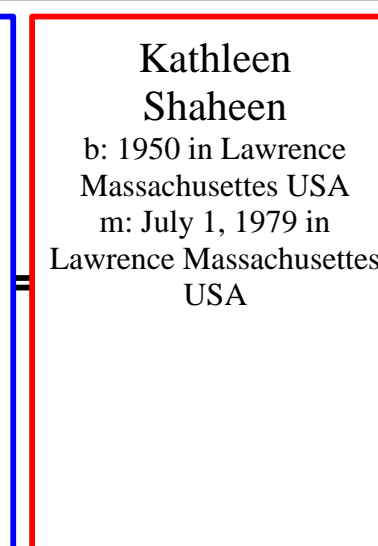 Kathleen
Shaheen
b: 1950 in Lawrence
Massachusettes USA
m: July 1, 1979 in
Lawrence Massachusettes
USA